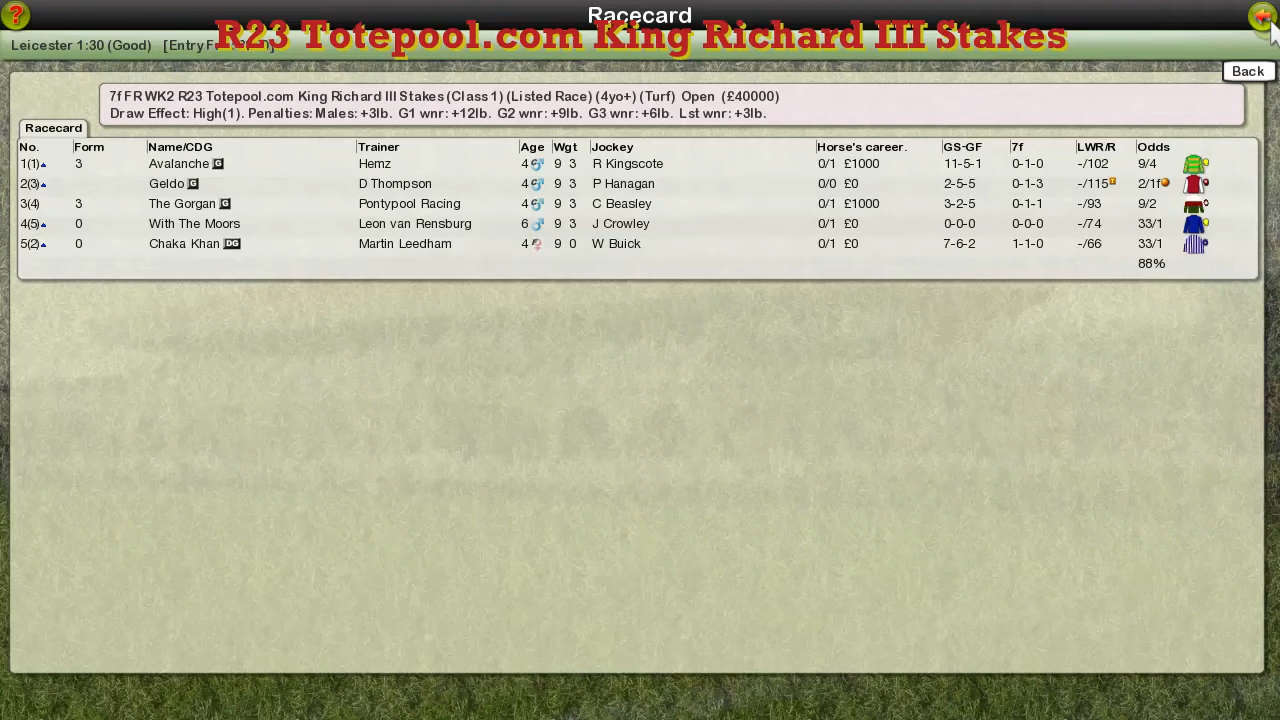 Racecard
R23 Totepool.com King Richard III Stakes
Leicester 1:30 (Good) [Entry F
Back
7f FR WK2 R23 Totepool.com King Richard III Stakes (Class 1) (Listed Race) (4yo+) (Turf) Open (£40000)
Draw Effect: High(1). Penalties: Males: +3lb. G1 wnr: +12lb. G2 wnr: +9lb. G3 wnr: +6lb. Lst wnr: +3lb.
Racecard
No. Form Name/CDG Trainer Age Wgt Jockey Horse's career. GS-GF 7f LWR/R Odds
1(1) 3 Avalanche G Hemz 4 9 3 R Kingscote 0/1 £1000 11-5-1 0-1-0 -/102 9/4
2(3) Geldo G D Thompson 4 9 3 P Hanagan 0/0 £0 2-5-5 0-1-3 -/115 T 2/1f
3(4) 3 The Gorgan G Pontypool Racing 4 9 3 C Beasley 0/1 £1000 3-2-5 0-1-1 -/93 9/2
4(5) 0 With The Moors Leon van Rensburg 6 9 3 J Crowley 0/1 £0 0-0-0 0-0-0 -/74 33/1
5(2) 0 Chaka Khan DG Martin Leedham 4 9 0 W Buick 0/1 £0 7-6-2 1-1-0 -/66 33/1
88%